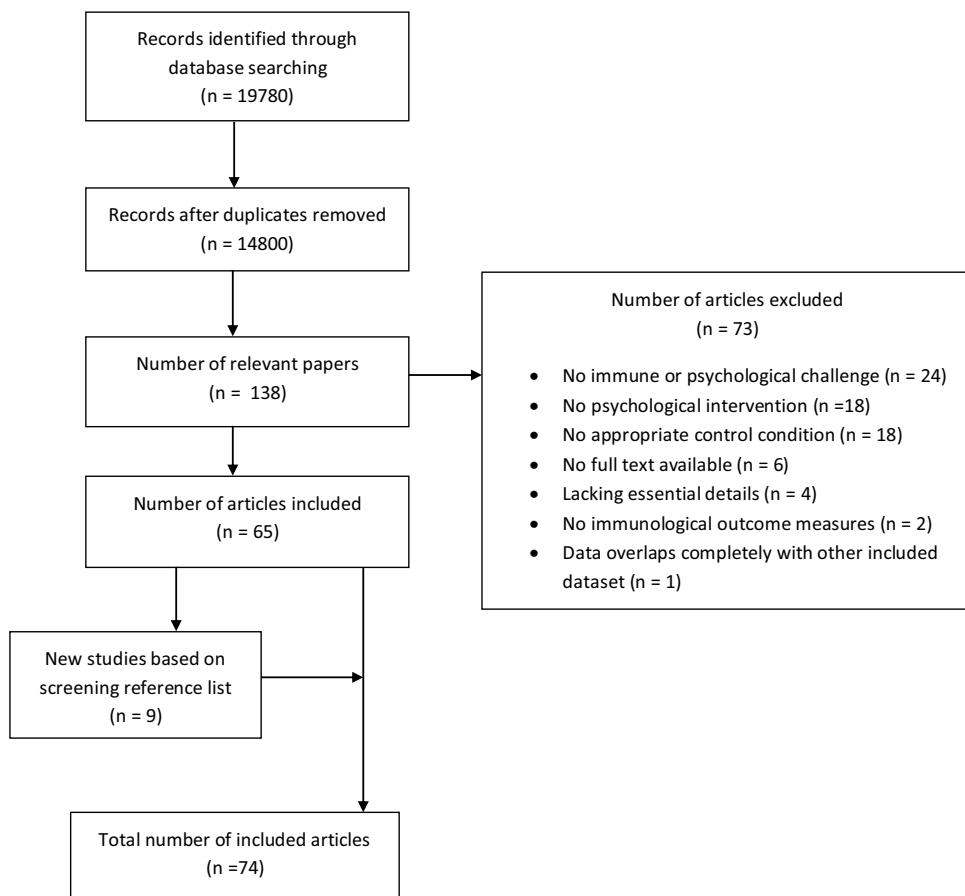 Records identified through
database searching
(n = 19780)
Records after duplicates removed
(n = 14800)
Number of relevant papers
(n =  138)
Number of articles excluded
(n = 73)
• No immune or psychological challenge (n = 24)
• No psychological intervention (n =18)
• No appropriate control condition (n = 18)
• No full text available (n = 6)
• Lacking essential details (n = 4)
• No immunological outcome measures (n = 2)
• Data overlaps completely with other included
dataset (n = 1)
Number of articles included
(n = 65)
New studies based on
screening reference list
(n = 9)
Total number of included articles
(n =74)